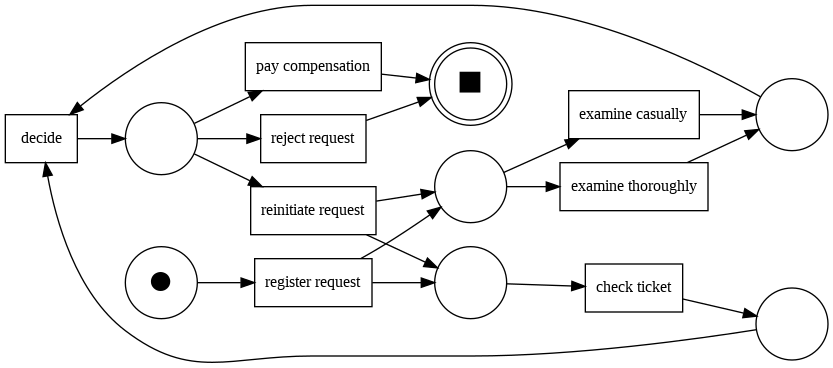 pay compensation
decide
reject request
examine casually
examine thoroughly
reinitiate request
register request
check ticket